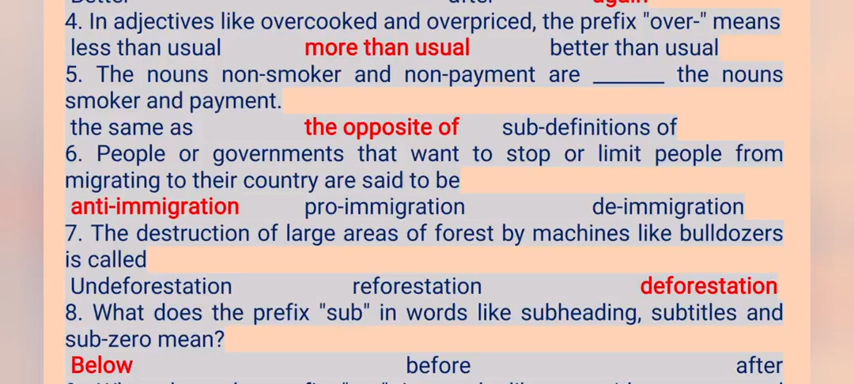 Better after again
4. In adjectives like overcooked and overpriced, the prefix "over-" means
less than usual more than usual better than usual
5. The nouns non-smoker and non-payment are _______ the nouns
smoker and payment.
the same as the opposite of sub-definitions of
6. People or governments that want to stop or limit people from
migrating to their country are said to be
anti-immigration pro-immigration de-immigration
7. The destruction of large areas of forest by machines like bulldozers
is called
Undeforestation reforestation deforestation
8. What does the prefix "sub" in words like subheading, subtitles and
sub-zero mean?
Below before after